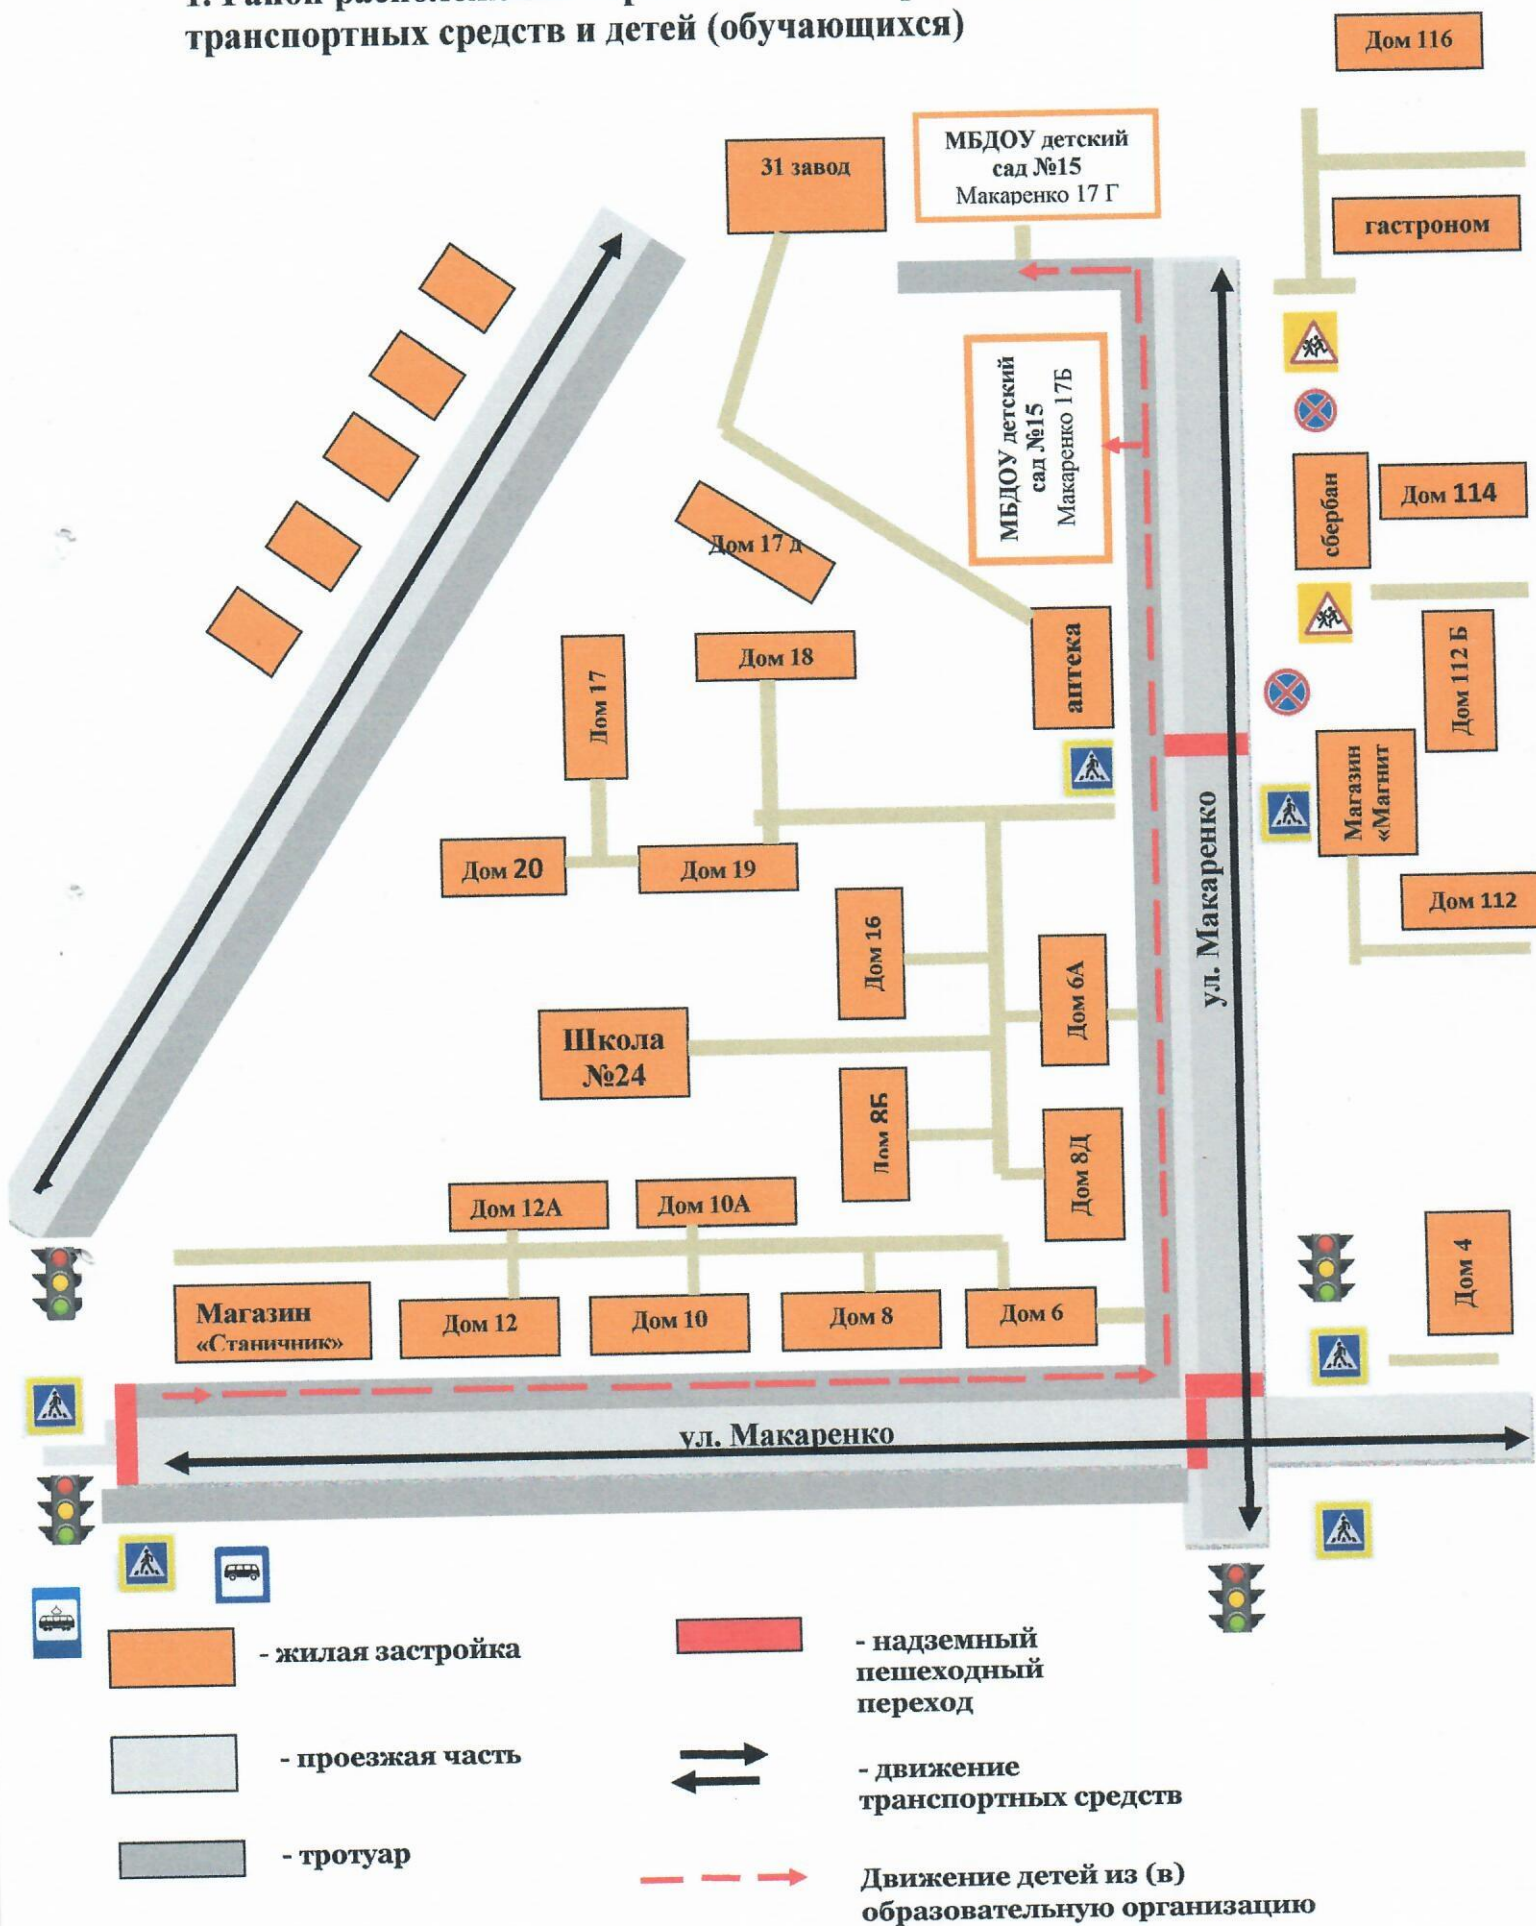 транспортных средств и детей (обучающихся)
Дом 116
МБДОУ детский
сад №15
Макаренко 17 Г
31 завод
гастроном
МБДОУ детский
сад №15
Макаренко 17Б
сбербан
Дом 114
Дом 17 д
аптека
Дом 112 Б
Дом 18
Дом 17
Магазин
«Магнит
ул. Макаренко
Дом 20
Дом 19
Дом 112
Дом 16
Дом 6А
Школа
№24
Дом 8Б
Дом 8Д
Дом 12А
Дом 10А
Дом 4
Магазин
«Станичник»
Дом 12
Дом 10
Дом 8
Дом 6
ул. Макаренко
- жилая застройка
- надземный
пешеходный
переход
- проезжая часть
- движение
транспортных средств
- тротуар
Движение детей из (в)
образовательную организацию